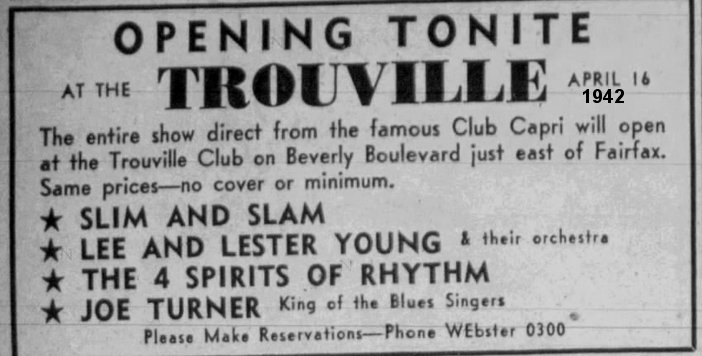 OPENING TONITE
AT THE TROUVILLE APRIL 16
1942
The entire show direct from the famous Club Capri will open
at the Trouville Club on Beverly Boulevard just east of Fairfax.
Same prices—no cover or minimum.
★ SLIM AND SLAM
★ LEE AND LESTER YOUNG & their orchestra
★ THE 4 SPIRITS OF RHYTHM
★ JOE TURNER King of the Blues Singers
Please Make Reservations—Phone WEbster 0300